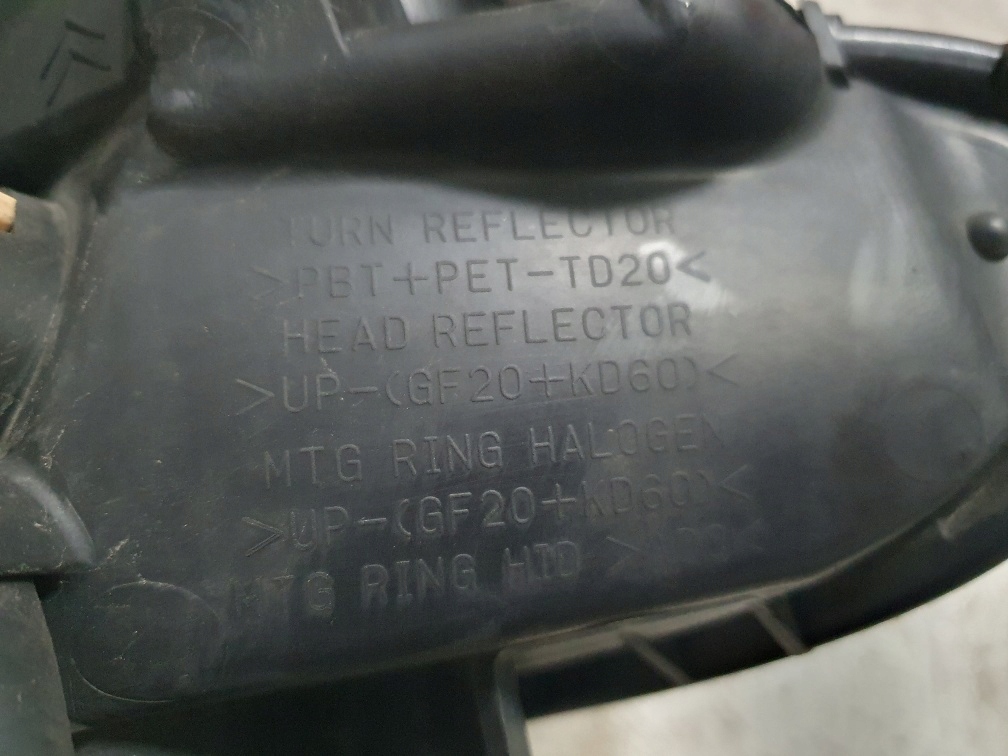 TURN REFLECTOR
>PBT+PET-TD20<
HEAD REFLECTOR
>UP-(GF20+KD60)<
MTG RING HALOGEN
>UP-(GF20+KD60)<
MTG RING HID